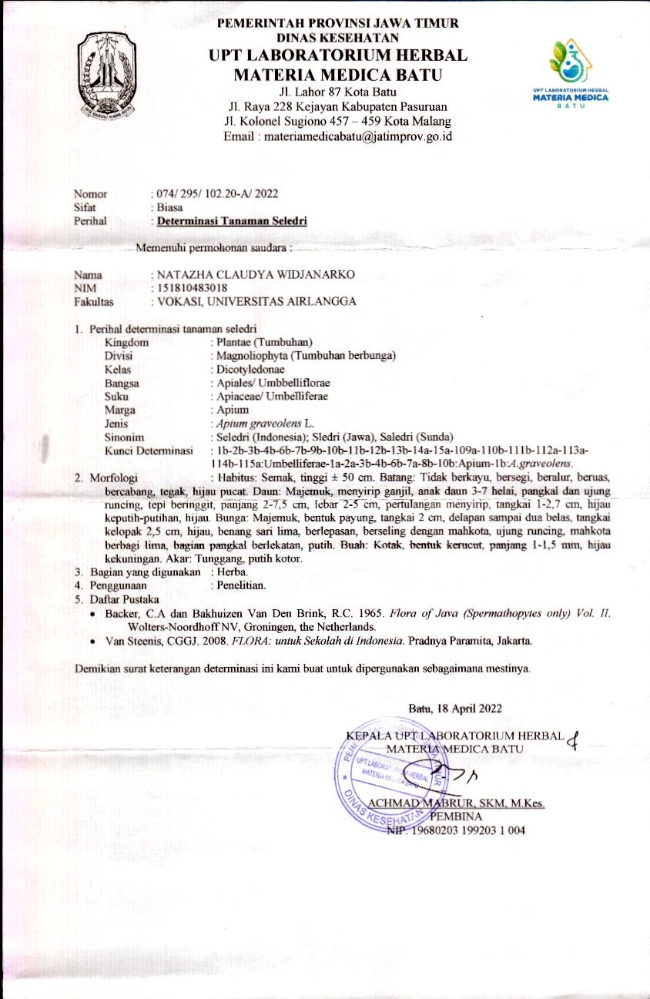 PEMERINTAH PROVINSI JAWA TIMUR
DINAS KESEHATAN
UPT LABORATORIUM HERBAL
MATERIA MEDICA BATU
Jl. Lahor 87 Kota Batu
Jl. Raya 228 Kejayan Kabupaten Pasuruan
Jl. Kolonel Sugiono 457 – 459 Kota Malang
Email : materiamedicabatu@jatimprov.go.id
UPT LABORATORIUM HERBAL
MATERIA MEDICA
BATU
Nomor : 074/ 295/ 102.20-A/ 2022
Sifat : Biasa
Perihal : Determinasi Tanaman Seledri
Memenuhi permohonan saudara :
Nama : NATAZHA CLAUDYA WIDJANARKO
NIM : 151810483018
Fakultas : VOKASI, UNIVERSITAS AIRLANGGA
1. Perihal determinasi tanaman seledri
Kingdom : Plantae (Tumbuhan)
Divisi : Magnoliophyta (Tumbuhan berbunga)
Kelas : Dicotyledonae
Bangsa : Apiales/ Umbbelliflorae
Suku : Apiaceae/ Umbelliferae
Marga : Apium
Jenis : Apium graveolens L.
Sinonim : Seledri (Indonesia); Sledri (Jawa), Saledri (Sunda)
Kunci Determinasi : 1b-2b-3b-4b-6b-7b-9b-10b-11b-12b-13b-14a-15a-109a-110b-111b-112a-113a-
114b-115a:Umbelliferae-1a-2a-3b-4b-6b-7a-8b-10b:Apium-1b:A.graveolens.
2. Morfologi : Habitus: Semak, tinggi ± 50 cm. Batang: Tidak berkayu, bersegi, beralur, beruas,
bercabang, tegak, hijau pucat. Daun: Majemuk, menyirip ganjil, anak daun 3-7 helai, pangkal dan ujung
runcing, tepi beringgit, panjang 2-7,5 cm, lebar 2-5 cm, pertulangan menyirip, tangkai 1-2,7 cm, hijau
keputih-putihan, hijau. Bunga: Majemuk, bentuk payung, tangkai 2 cm, delapan sampai dua belas, tangkai
kelopak 2,5 cm, hijau, benang sari lima, berlepasan, berseling dengan mahkota, ujung runcing, mahkota
berbagi lima, bagian pangkal berlekatan, putih. Buah: Kotak, bentuk kerucut, panjang 1-1,5 mm, hijau
kekuningan. Akar: Tunggang, putih kotor.
3. Bagian yang digunakan : Herba.
4. Penggunaan : Penelitian.
5. Daftar Pustaka
• Backer, C.A dan Bakhuizen Van Den Brink, R.C. 1965. Flora of Java (Spermathopytes only) Vol. II.
Wolters-Noordhoff NV, Groningen, the Netherlands.
• Van Steenis, CGGJ. 2008. FLORA: untuk Sekolah di Indonesia. Pradnya Paramita, Jakarta.
Demikian surat keterangan determinasi ini kami buat untuk dipergunakan sebagaimana mestinya.
Batu, 18 April 2022
KEPALA UPT LABORATORIUM HERBAL
MATERIA MEDICA BATU
PEMERINTAH PROVINSI JAWA TIMUR
UPT LABORATORIUM HERBAL
MATERIA MEDICA BATU
DINAS KESEHATAN
ACHMAD MABRUR, SKM, M.Kes.
PEMBINA
NIP. 19680203 199203 1 004